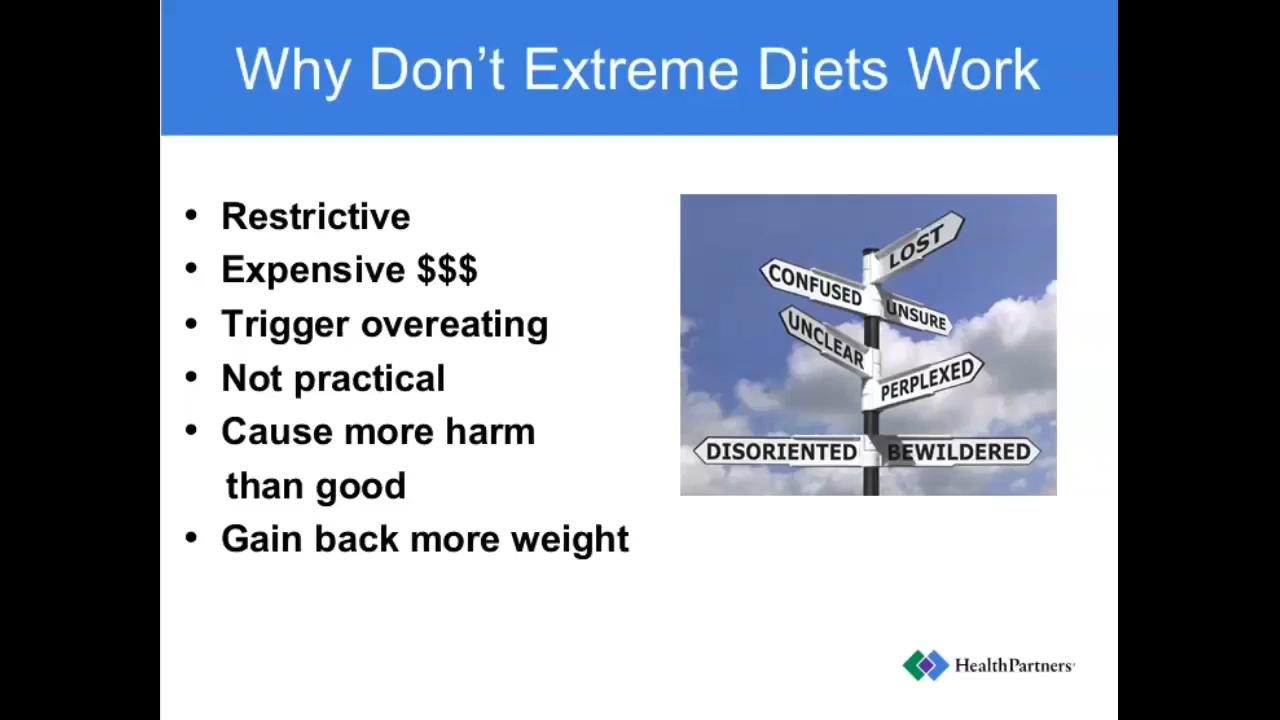 Why Don't Extreme Diets Work
• Restrictive
• Expensive $$$
• Trigger overeating
• Not practical
• Cause more harm
than good
• Gain back more weight
LOST
CONFUSED
UNSURE
UNCLEAR
PERPLEXED
DISORIENTED
BEWILDERED
HealthPartners